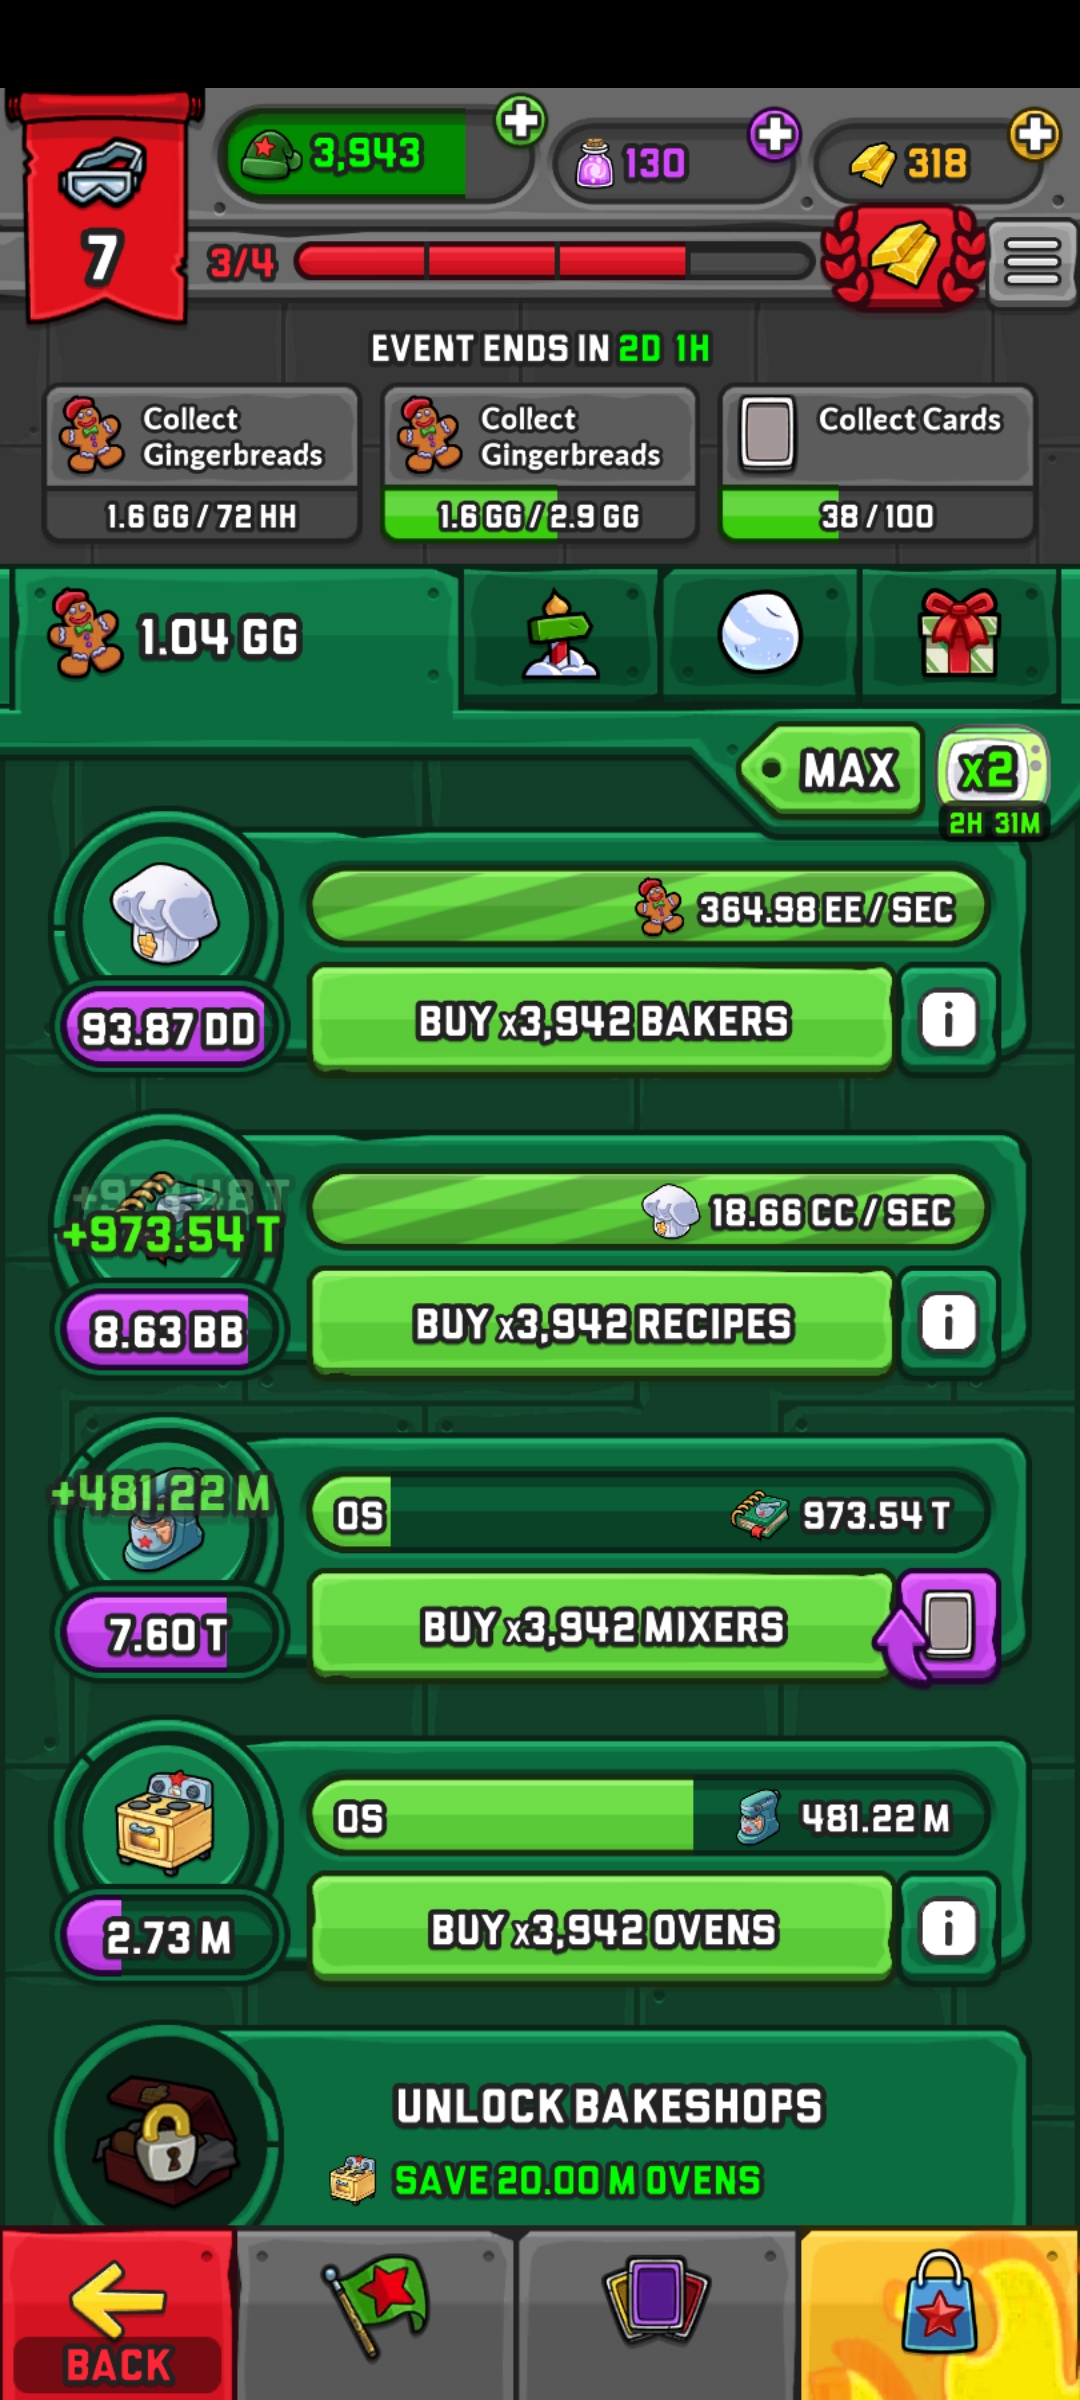 3,943
130
318
7
3/4
EVENT ENDS IN 2D 1H
Collect Gingerbreads
1.6 GG / 72 HH
Collect Gingerbreads
1.6 GG / 2.9 GG
Collect Cards
38 / 100
1.04 GG
MAX
x2
2H 31M
364.98 EE / SEC
93.87 DD
BUY x3,942 BAKERS
+973.54 T
18.66 CC / SEC
8.63 BB
BUY x3,942 RECIPES
+481.22 M
0S
973.54 T
7.60 T
BUY x3,942 MIXERS
0S
481.22 M
2.73 M
BUY x3,942 OVENS
UNLOCK BAKESHOPS
SAVE 20.00 M OVENS
BACK